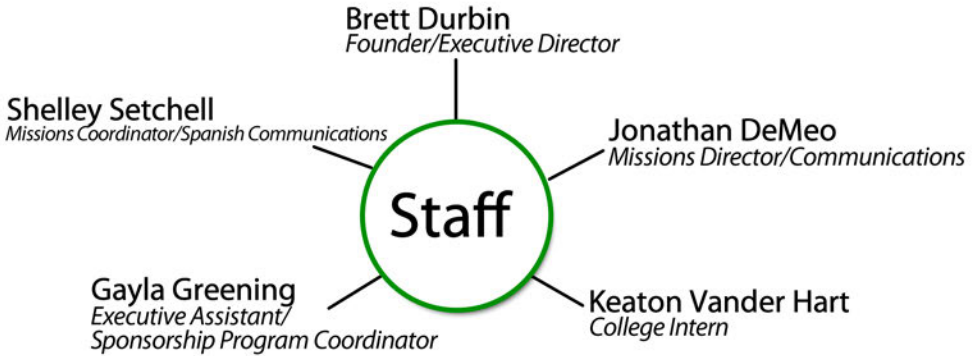 Brett Durbin
Founder/Executive Director
Shelley Setchell
Missions Coordinator/Spanish Communications
Jonathan DeMeo
Missions Director/Communications
Staff
Gayla Greening
Executive Assistant/
Sponsorship Program Coordinator
Keaton Vander Hart
College Intern